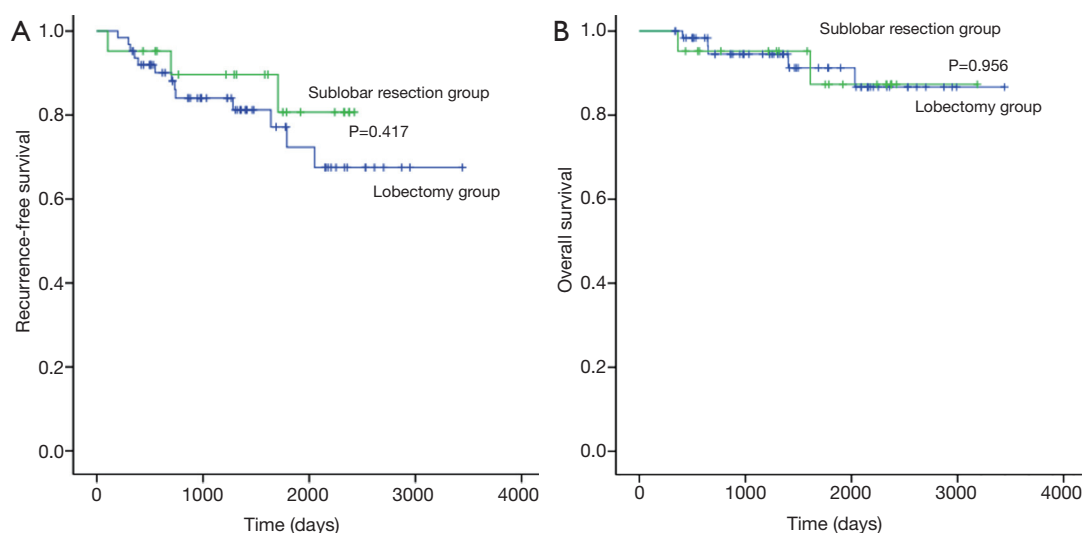 A
Recurrence-free survival
1.0
0.8
0.6
0.4
0.2
0.0
Sublobar resection group
P=0.417
Lobectomy group
0 1000 2000 3000 4000
Time (days)
B
Overall survival
1.0
0.8
0.6
0.4
0.2
0.0
Sublobar resection group
P=0.956
Lobectomy group
0 1000 2000 3000 4000
Time (days)